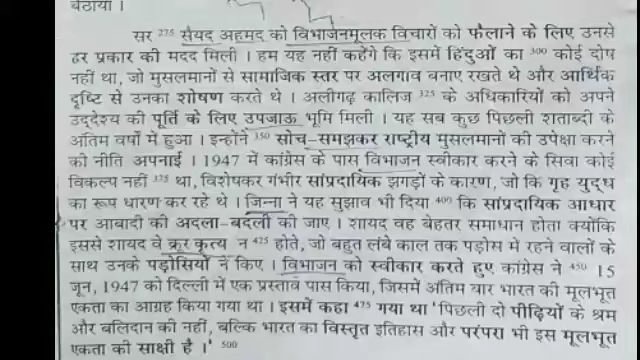 बैठाया ।
सर 275 सैयद अहमद को विभाजनमूलक विचारों को फैलाने के लिए उनसे
हर प्रकार की मदद मिली । हम यह नहीं कहेंगे कि इसमें हिंदुओं का 300 कोई दोष
नहीं था, जो मुसलमानों से सामाजिक स्तर पर अलगाव बनाए रखते थे और आर्थिक
दृष्टि से उनका शोषण करते थे । अलीगढ़ कालिज 325 के अधिकारियों को अपने
उद्देश्य की पूर्ति के लिए उपजाऊ भूमि मिली । यह सब कुछ पिछली शताब्दी के
अंतिम वर्षों में हुआ । इन्होंने 350 सोच-समझकर राष्ट्रीय मुसलमानों की उपेक्षा करने
की नीति अपनाई । 1947 में कांग्रेस के पास विभाजन स्वीकार करने के सिवा कोई
विकल्प नहीं 375 था, विशेषकर गंभीर सांप्रदायिक झगड़ों के कारण, जो कि गृह युद्ध
का रूप धारण कर रहे थे । जिन्ना ने यह सुझाव भी दिया 400 कि सांप्रदायिक आधार
पर आबादी की अदला-बदली की जाए । शायद वह बेहतर समाधान होता क्योंकि
इससे शायद वे क्रूर कृत्य न 425 होते, जो बहुत लंबे काल तक पड़ोस में रहने वालों के
साथ उनके पड़ोसियों ने किए । विभाजन को स्वीकार करते हुए कांग्रेस ने 450 15
जून, 1947 को दिल्ली में एक प्रस्ताव पास किया, जिसमें अंतिम बार भारत की मूलभूत
एकता का आग्रह किया गया था । इसमें कहा 475 गया था 'पिछली दो पीढ़ियों के श्रम
और बलिदान की नहीं, बल्कि भारत का विस्तृत इतिहास और परंपरा भी इस मूलभूत
एकता की साक्षी है ।' 500